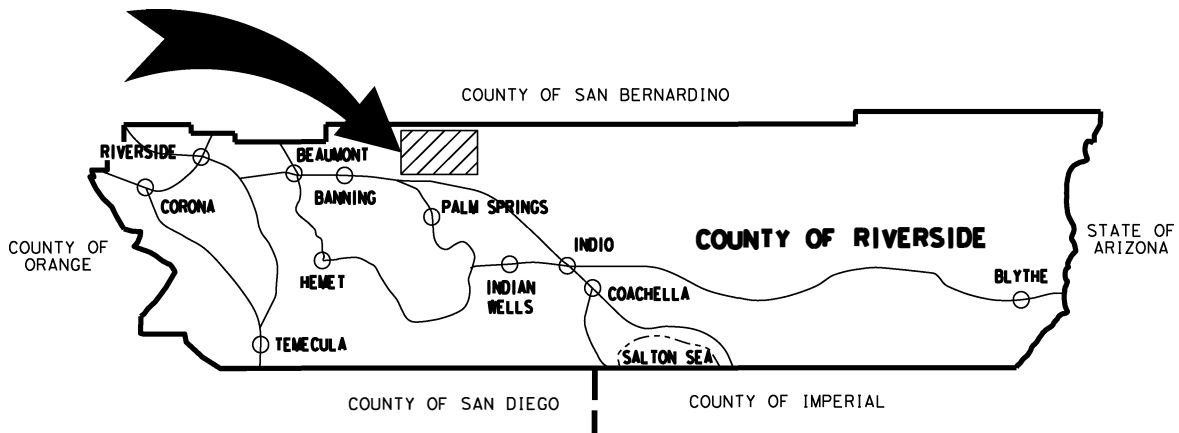 COUNTY OF SAN BERNARDINO
RIVERSIDE
BEAUMONT
BANNING
CORONA
PALM SPRINGS
COUNTY OF
ORANGE
COUNTY OF RIVERSIDE
STATE OF
ARIZONA
INDIO
HEMET
INDIAN
WELLS
COACHELLA
BLYTHE
TEMECULA
SALTON SEA
COUNTY OF SAN DIEGO
COUNTY OF IMPERIAL